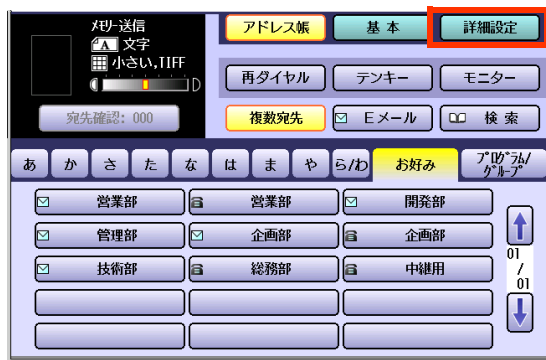 ﾒﾓﾘｰ送信
A 文字
小さい,TIFF
D
宛先確認: 000
アドレス帳
基 本
詳細設定
再ダイヤル
テンキー
モニター
複数宛先
Eメール
検 索
あ
か
さ
た
な
は
ま
や
ら/わ
お好み
ﾌﾟﾛｸﾞﾗﾑ/
ｸﾞﾙｰﾌﾟ
営業部
営業部
開発部
管理部
企画部
企画部
技術部
総務部
中継用
01
/
01